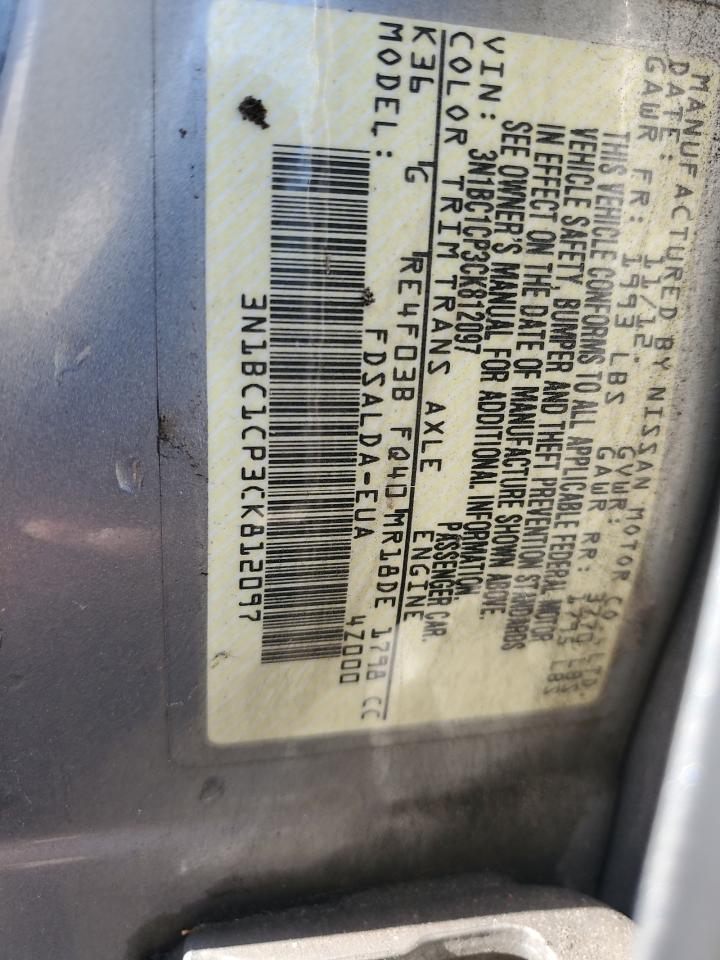 MANUFACTURED BY NISSAN MOTOR CO., LTD.
DATE: 11/12 GVWR: 3770 LBS
GAWR FR: 1993 LBS GAWR RR: LBS
THIS VEHICLE CONFORMS TO ALL APPLICABLE FEDERAL MOTOR
VEHICLE SAFETY, BUMPER AND THEFT PREVENTION STANDARDS
IN EFFECT ON THE DATE OF MANUFACTURE SHOWN ABOVE.
SEE OWNER'S MANUAL FOR ADDITIONAL INFORMATION.
VIN: 3N1BC1CP3CK812097 PASSENGER CAR
COLOR TRIM TRANS AXLE ENGINE
K36 G RE4F03B FQ40 MR18DE 1798 CC
MODEL: FDSALDA-EUA 4Z000
3N1BC1CP3CK812097